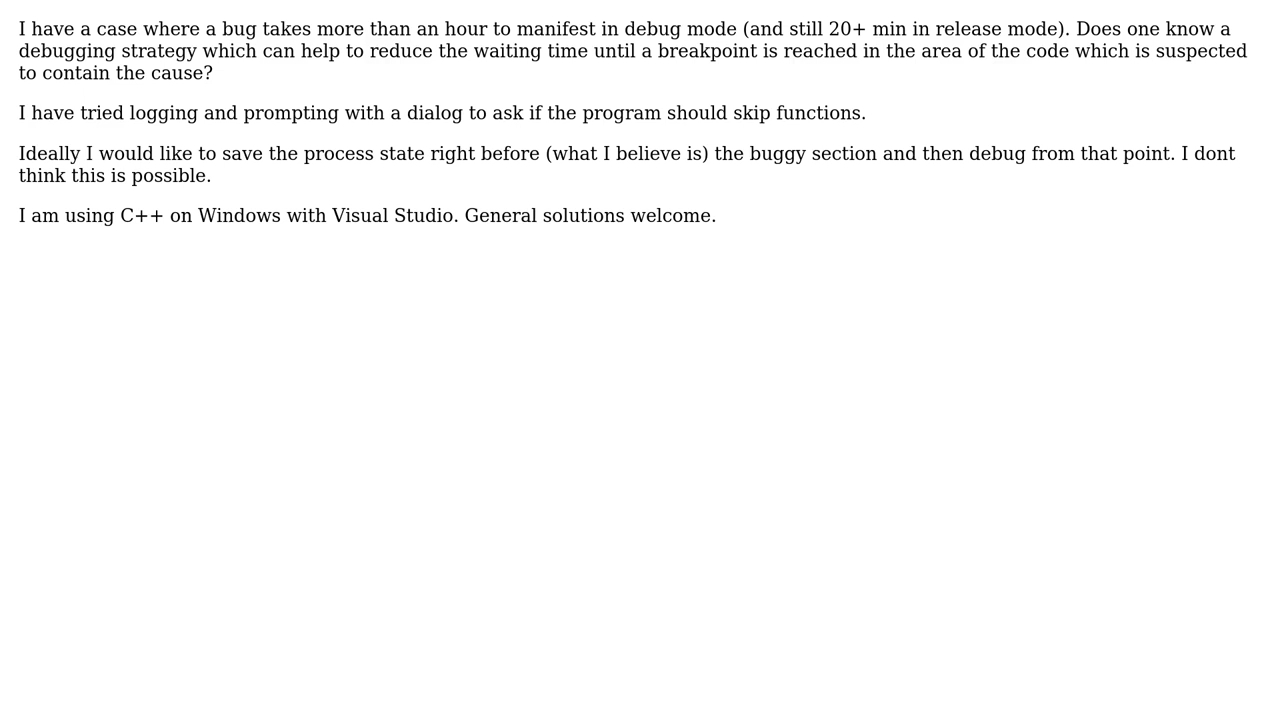 I have a case where a bug takes more than an hour to manifest in debug mode (and still 20+ min in release mode). Does one know a
debugging strategy which can help to reduce the waiting time until a breakpoint is reached in the area of the code which is suspected
to contain the cause?
I have tried logging and prompting with a dialog to ask if the program should skip functions.
Ideally I would like to save the process state right before (what I believe is) the buggy section and then debug from that point. I dont
think this is possible.
I am using C++ on Windows with Visual Studio. General solutions welcome.